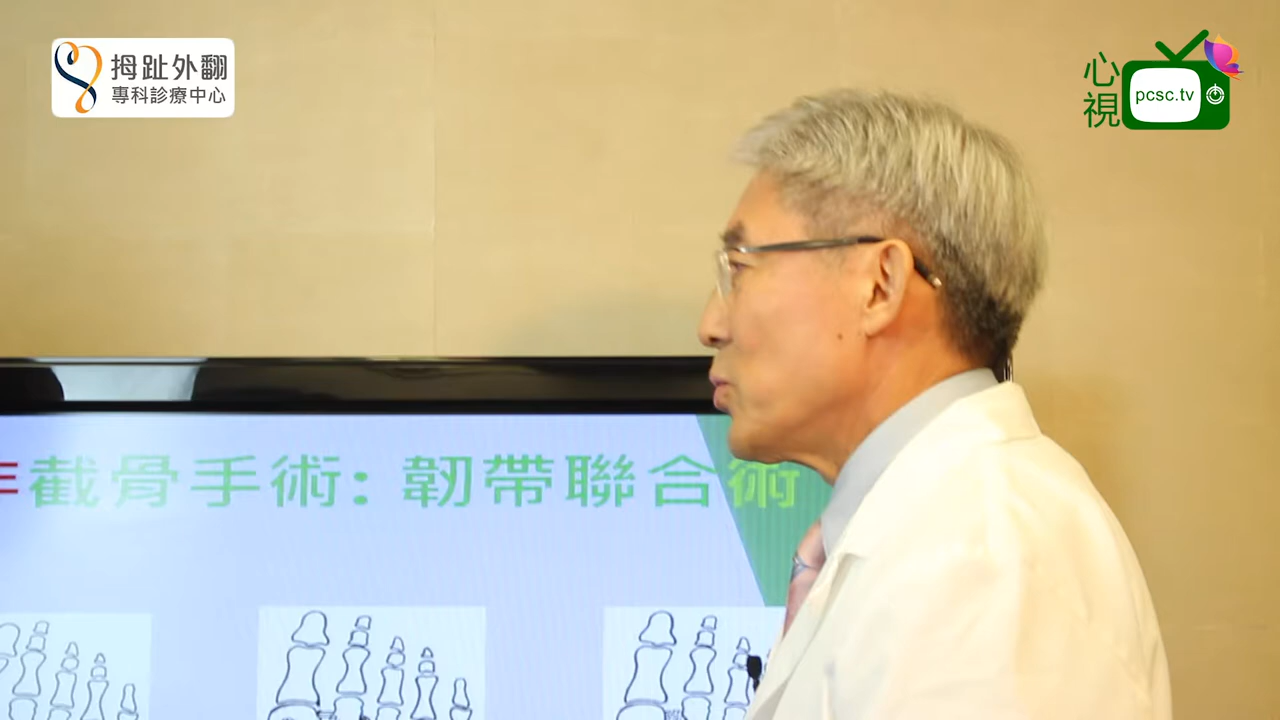 拇趾外翻
專科診療中心
心視
pcsc.tv
截骨手術: 韌帶聯合術